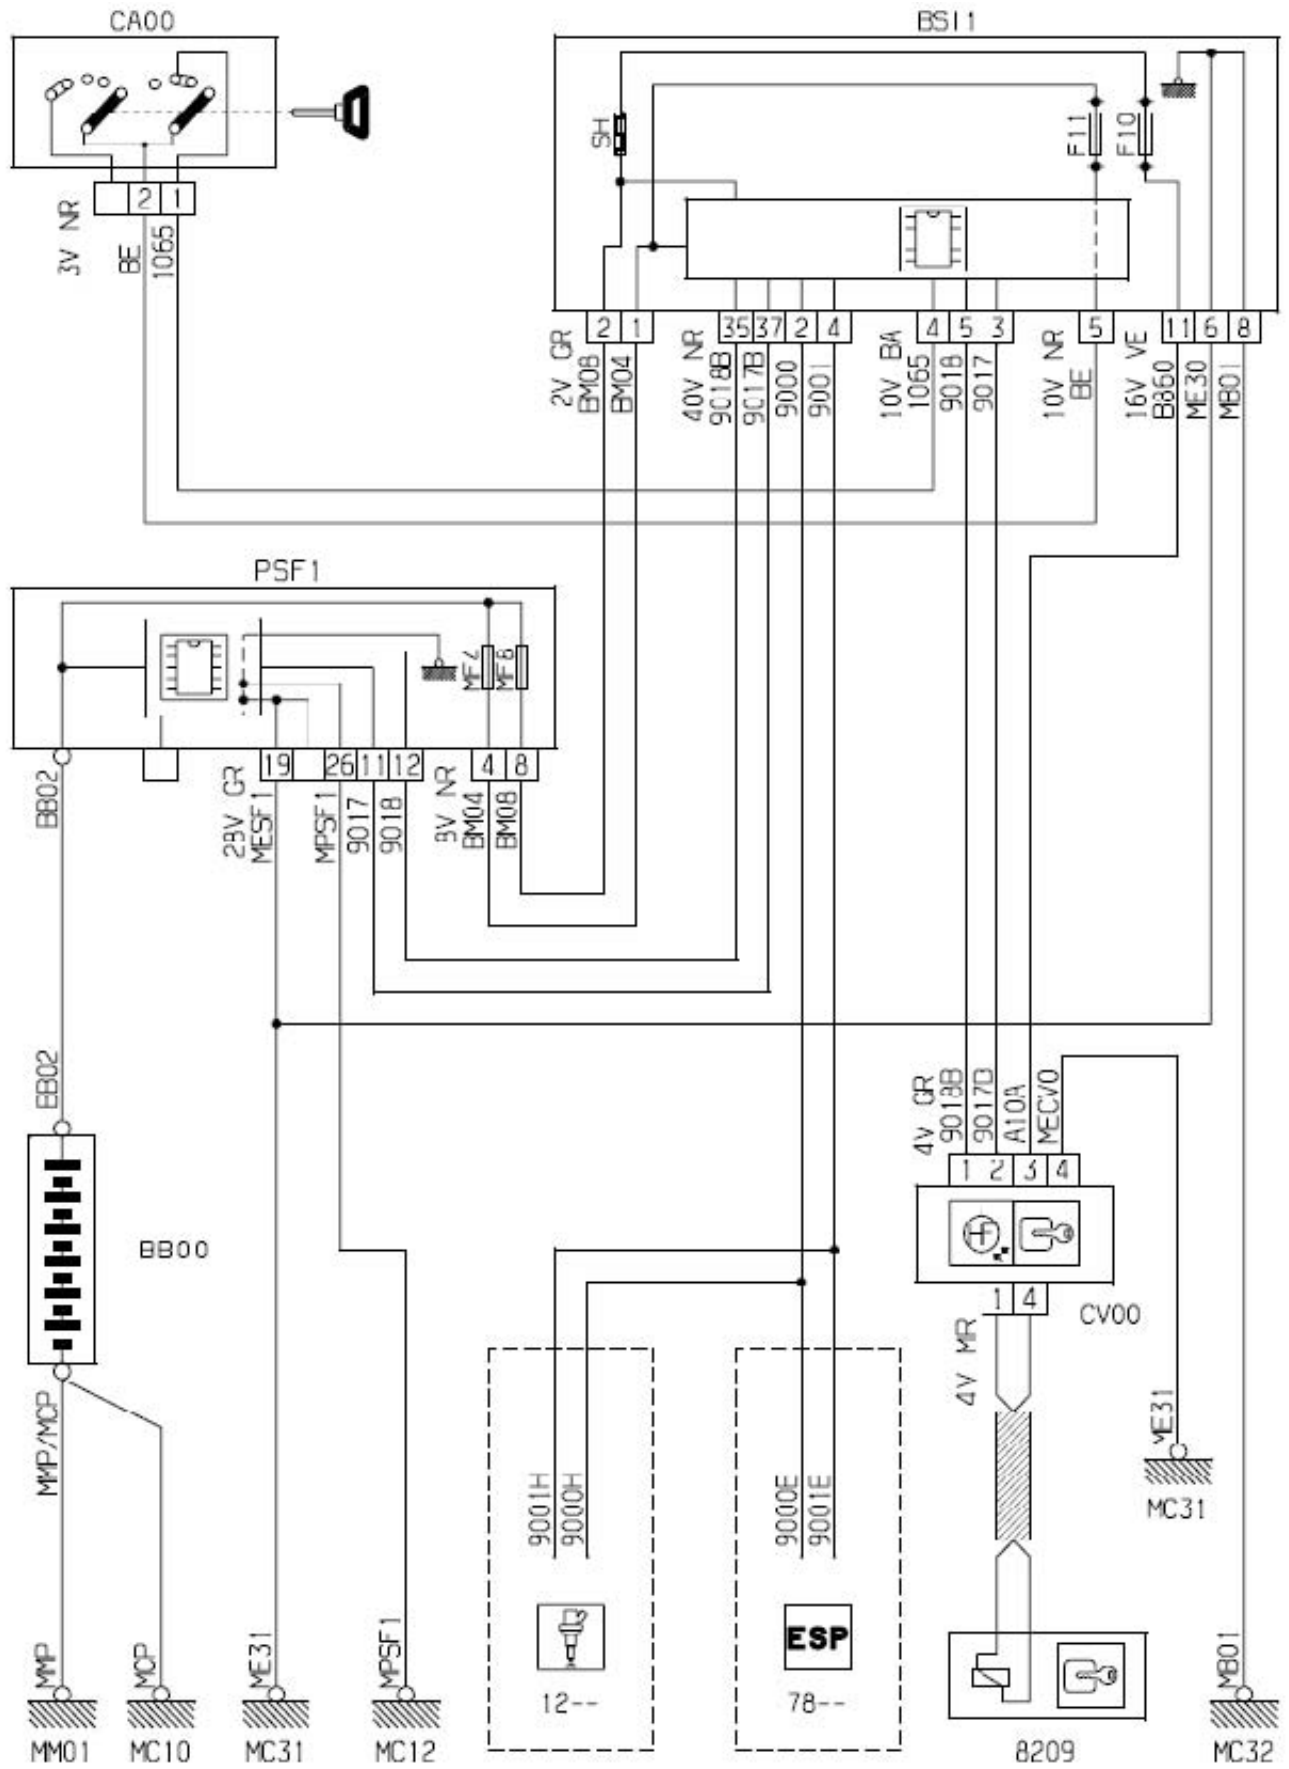 CA00
BSI1
SH
F11
F10
2
1
3V NR
BE
1065
2
1
35
37
2
4
4
5
3
5
11
6
8
2V GR
BM08
BM04
40V NR
9018B
9017B
9000
9001
10V BA
1065
9018
9017
10V NR
BE
16V VE
B860
ME30
MB01
PSF1
MF4
MF8
19
26
11
12
4
8
BB02
28V GR
MESF1
MPSF1
9017
9018
8V NR
BM04
BM08
BB02
4V GR
9018B
9017B
A10A
MECV0
1
2
3
4
BB00
1
4
CV00
4V MR
MMP/MCP
ME31
MC31
9001H
9000H
9000E
9001E
ESP
12--
78--
MMP
MCP
ME31
MPSF1
MB01
MM01
MC10
MC31
MC12
8209
MC32